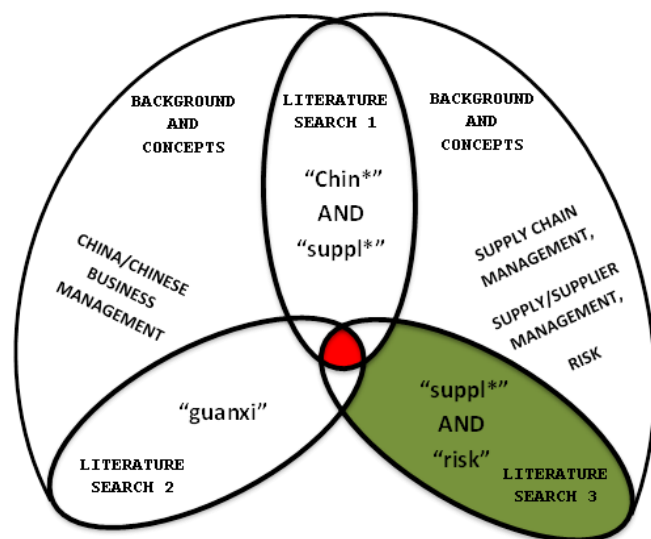 BACKGROUND
AND
CONCEPTS
LITERATURE
SEARCH 1
“Chin*”
AND
“suppl*”
BACKGROUND
AND
CONCEPTS
CHINA/CHINESE
BUSINESS
MANAGEMENT
SUPPLY CHAIN
MANAGEMENT,
SUPPLY/SUPPLIER
MANAGEMENT,
RISK
“guanxi”
LITERATURE
SEARCH 2
“suppl*”
AND
“risk”
LITERATURE
SEARCH 3